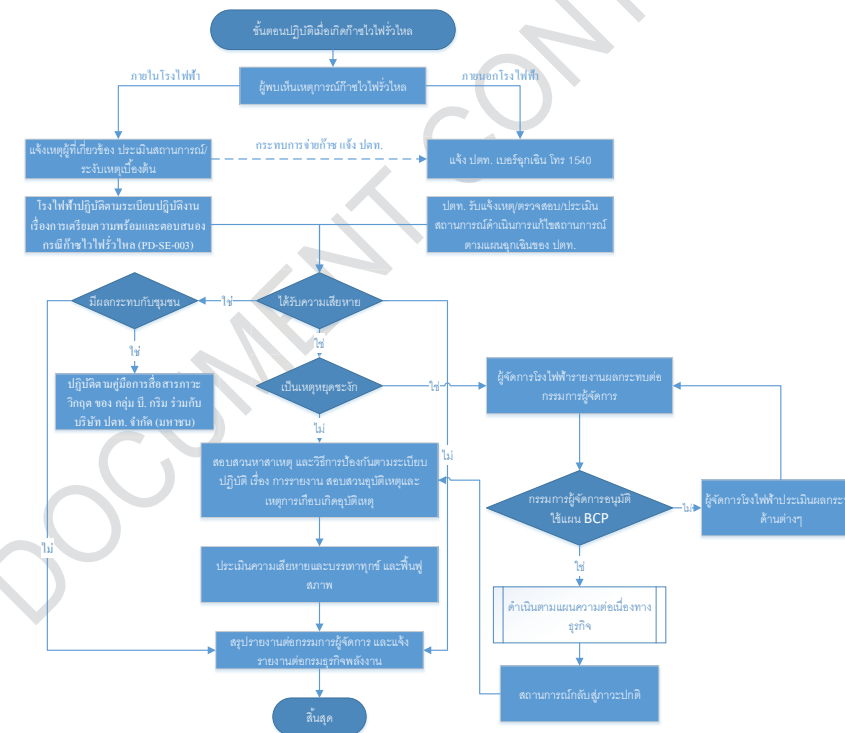 ขั้นตอนปฏิบัติเมื่อเกิดก๊าซไวไฟรั่วไหล
ภายในโรงไฟฟ้า
ผู้พบเห็นเหตุการณ์ก๊าซไวไฟรั่วไหล
ภายนอกโรงไฟฟ้า
แจ้งเหตุผู้ที่เกี่ยวข้อง ประเมินสถานการณ์/
ระงับเหตุเบื้องต้น
กระทบการจ่ายก๊าซ แจ้ง ปตท.
แจ้ง ปตท. เบอร์ฉุกเฉิน โทร 1540
โรงไฟฟ้าปฏิบัติตามระเบียบปฏิบัติงาน
เรื่องการเตรียมความพร้อมและตอบสนอง
กรณีก๊าซไวไฟรั่วไหล (PD-SE-003)
ปตท. รับแจ้งเหตุ/ตรวจสอบ/ประเมิน
สถานการณ์ดำเนินการแก้ไขสถานการณ์
ตามแผนฉุกเฉินของ ปตท.
มีผลกระทบกับชุมชน
ใช่
ได้รับความเสียหาย
ใช่
ใช่
ปฏิบัติตามคู่มือการสื่อสารภาวะ
วิกฤต ของ กลุ่ม บี. กริม ร่วมกับ
บริษัท ปตท. จำกัด (มหาชน)
เป็นเหตุหยุดชะงัก
ใช่
ผู้จัดการโรงไฟฟ้ารายงานผลกระทบต่อ
กรรมการผู้จัดการ
ไม่
ไม่
สอบสวนหาสาเหตุ และวิธีการป้องกันตามระเบียบ
ปฏิบัติ เรื่อง การรายงาน สอบสวนอุบัติเหตุและ
เหตุการเกือบเกิดอุบัติเหตุ
กรรมการผู้จัดการอนุมัติ
ใช้แผน BCP
ไม่
ผู้จัดการโรงไฟฟ้าประเมินผลกระทบ
ด้านต่างๆ
ไม่
ใช่
ประเมินความเสียหายและบรรเทาทุกข์ และฟื้นฟู
สภาพ
ดำเนินตามแผนความต่อเนื่องทาง
ธุรกิจ
สรุปรายงานต่อกรรมการผู้จัดการ และแจ้ง
รายงานต่อกรมธุรกิจพลังงาน
สถานการณ์กลับสู่ภาวะปกติ
สิ้นสุด
DOCUMENT CONT